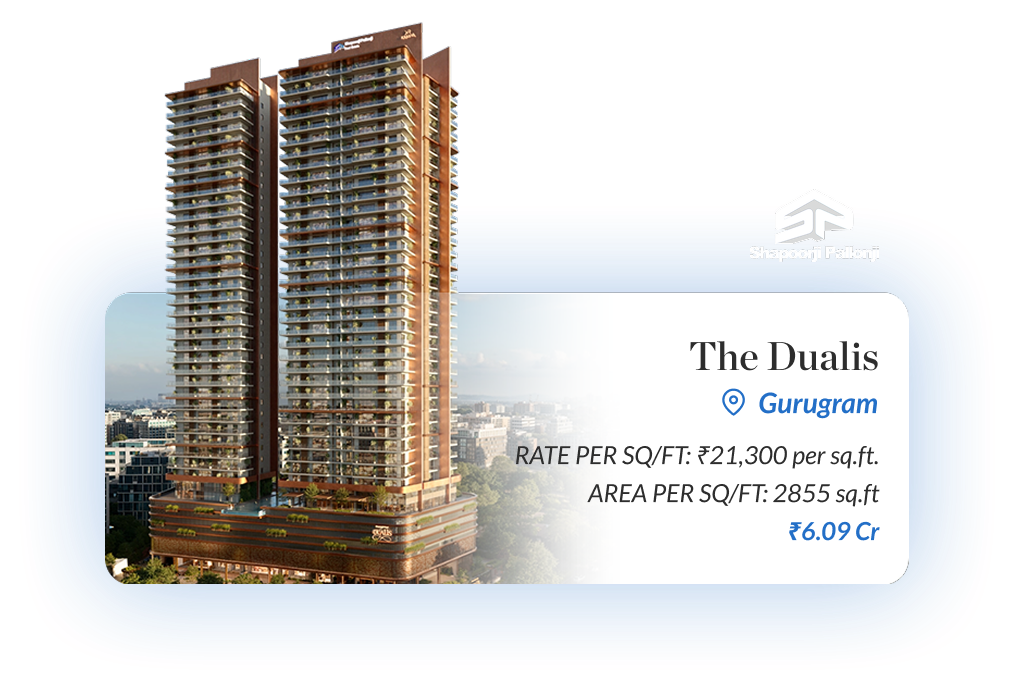 Shapoorji Pallonji
The Dualis
Gurugram
RATE PER SQ/FT: ₹21,300 per sq.ft.
AREA PER SQ/FT: 2855 sq.ft
₹6.09 Cr
DUALIS